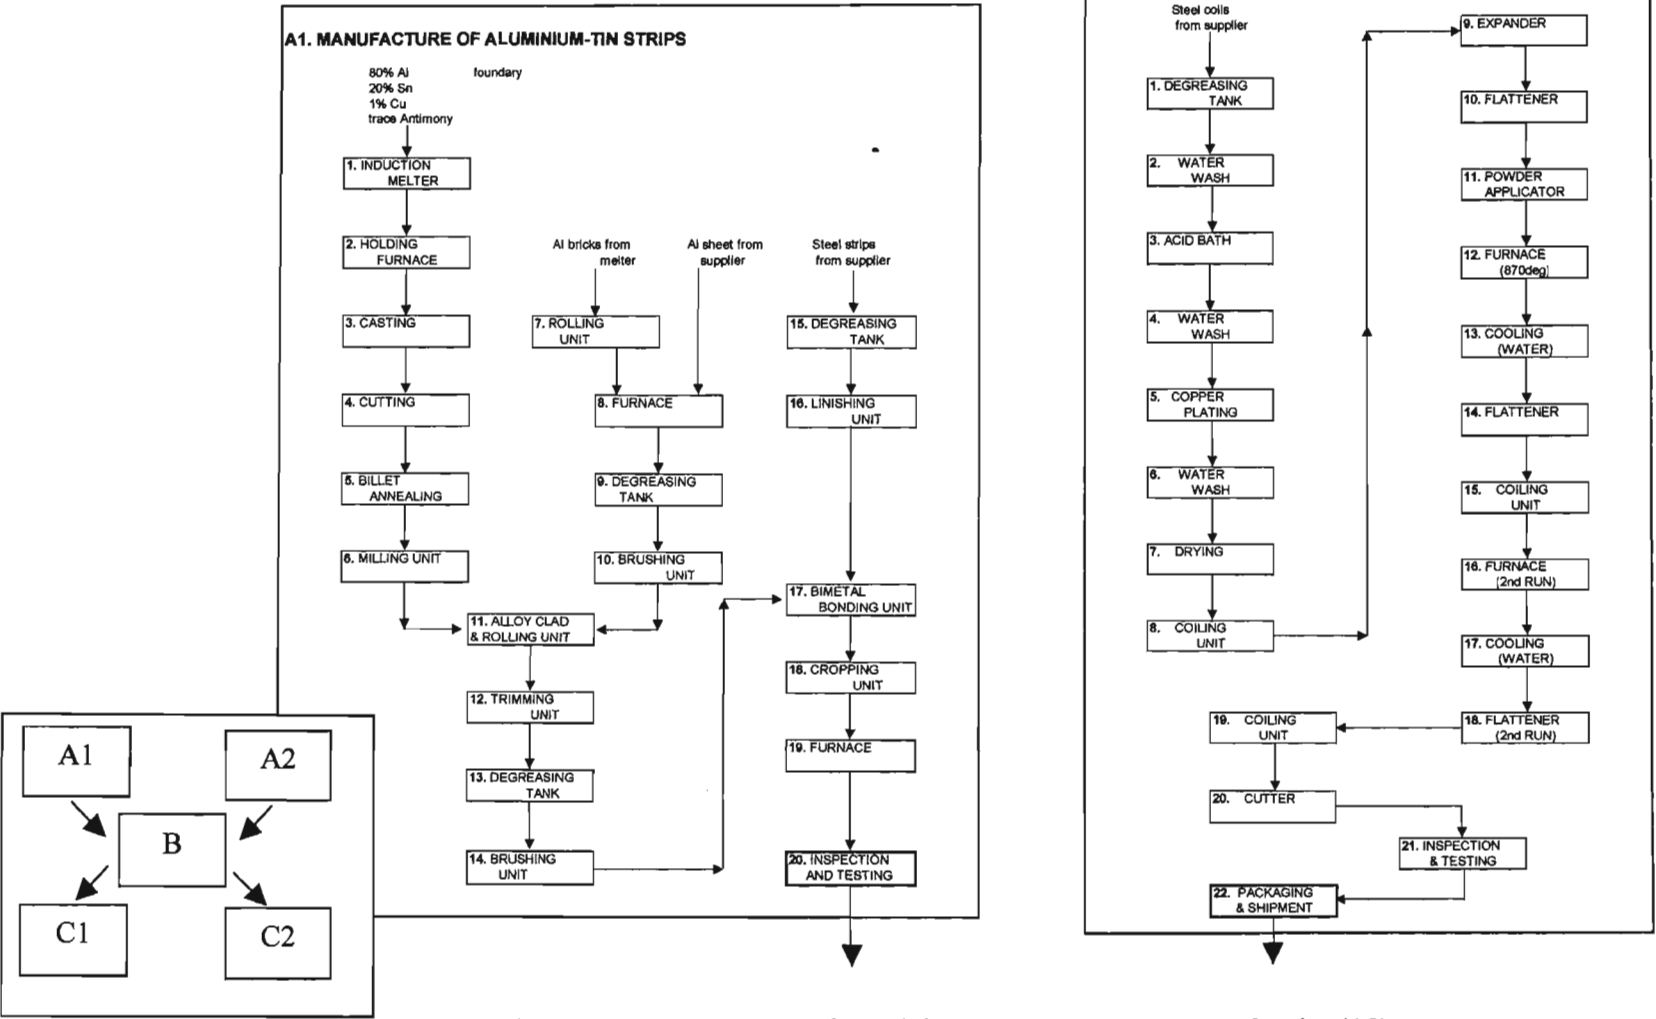 A1. MANUFACTURE OF ALUMINIUM-TIN STRIPS
80% Al foundary
20% Sn
1% Cu
trace Antimony
1. INDUCTION
MELTER
2. HOLDING
FURNACE
3. CASTING
4. CUTTING
5. BILLET
ANNEALING
6. MILLING UNIT
Al bricks from
melter
Al sheet from
supplier
7. ROLLING
UNIT
8. FURNACE
9. DEGREASING
TANK
10. BRUSHING
UNIT
11. ALLOY CLAD
& ROLLING UNIT
12. TRIMMING
UNIT
13. DEGREASING
TANK
14. BRUSHING
UNIT
Steel strips
from supplier
15. DEGREASING
TANK
16. LINISHING
UNIT
17. BIMETAL
BONDING UNIT
18. CROPPING
UNIT
19. FURNACE
20. INSPECTION
AND TESTING
A1
A2
B
C1
C2
Steel coils
from supplier
1. DEGREASING
TANK
2. WATER
WASH
3. ACID BATH
4. WATER
WASH
5. COPPER
PLATING
6. WATER
WASH
7. DRYING
8. COILING
UNIT
9. EXPANDER
10. FLATTENER
11. POWDER
APPLICATOR
12. FURNACE
(870deg)
13. COOLING
(WATER)
14. FLATTENER
15. COILING
UNIT
16. FURNACE
(2nd RUN)
17. COOLING
(WATER)
18. FLATTENER
(2nd RUN)
19. COILING
UNIT
20. CUTTER
21. INSPECTION
& TESTING
22. PACKAGING
& SHIPMENT